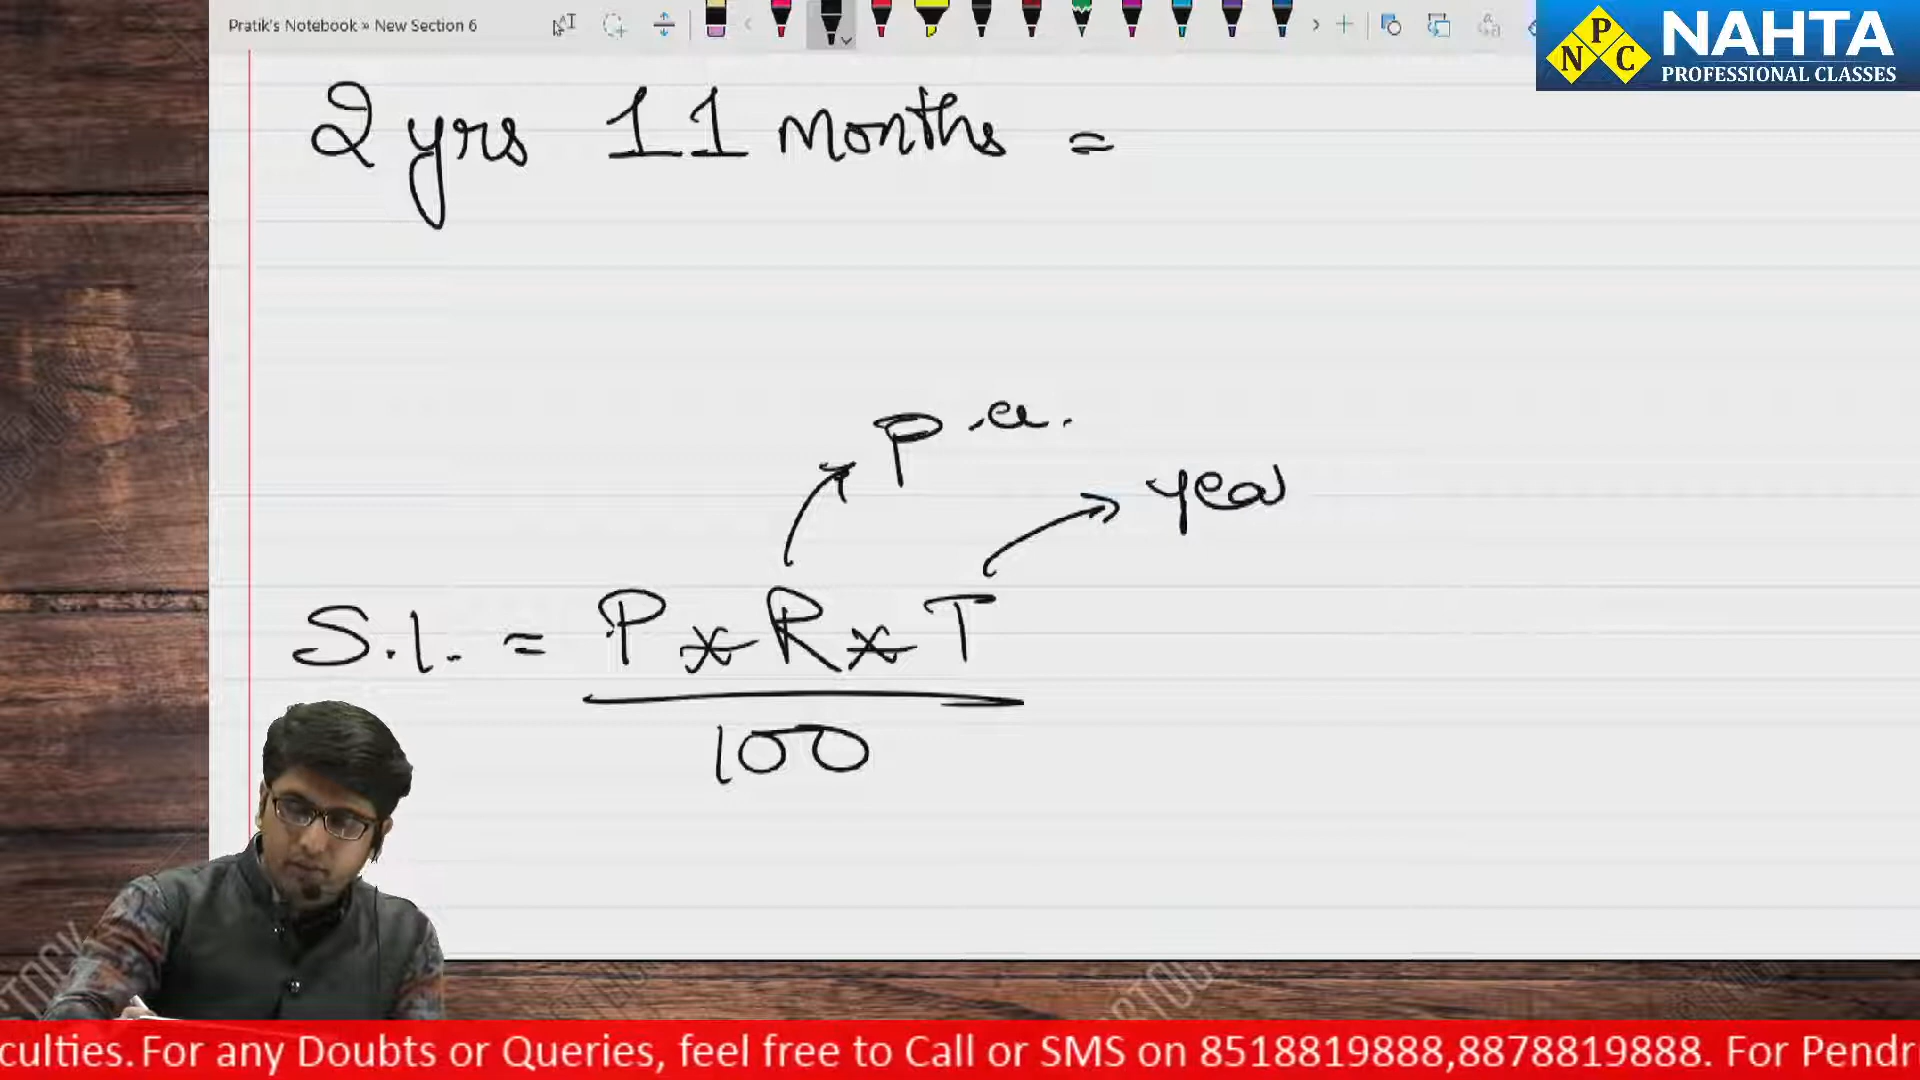 Pratik's Notebook » New Section 6
NPC
NAHTA
PROFESSIONAL CLASSES
2 yrs 11 months =
p.a.
year
S.I. = P x R x T
100
culties. For any Doubts or Queries, feel free to Call or SMS on 8518819888,8878819888. For Pendr